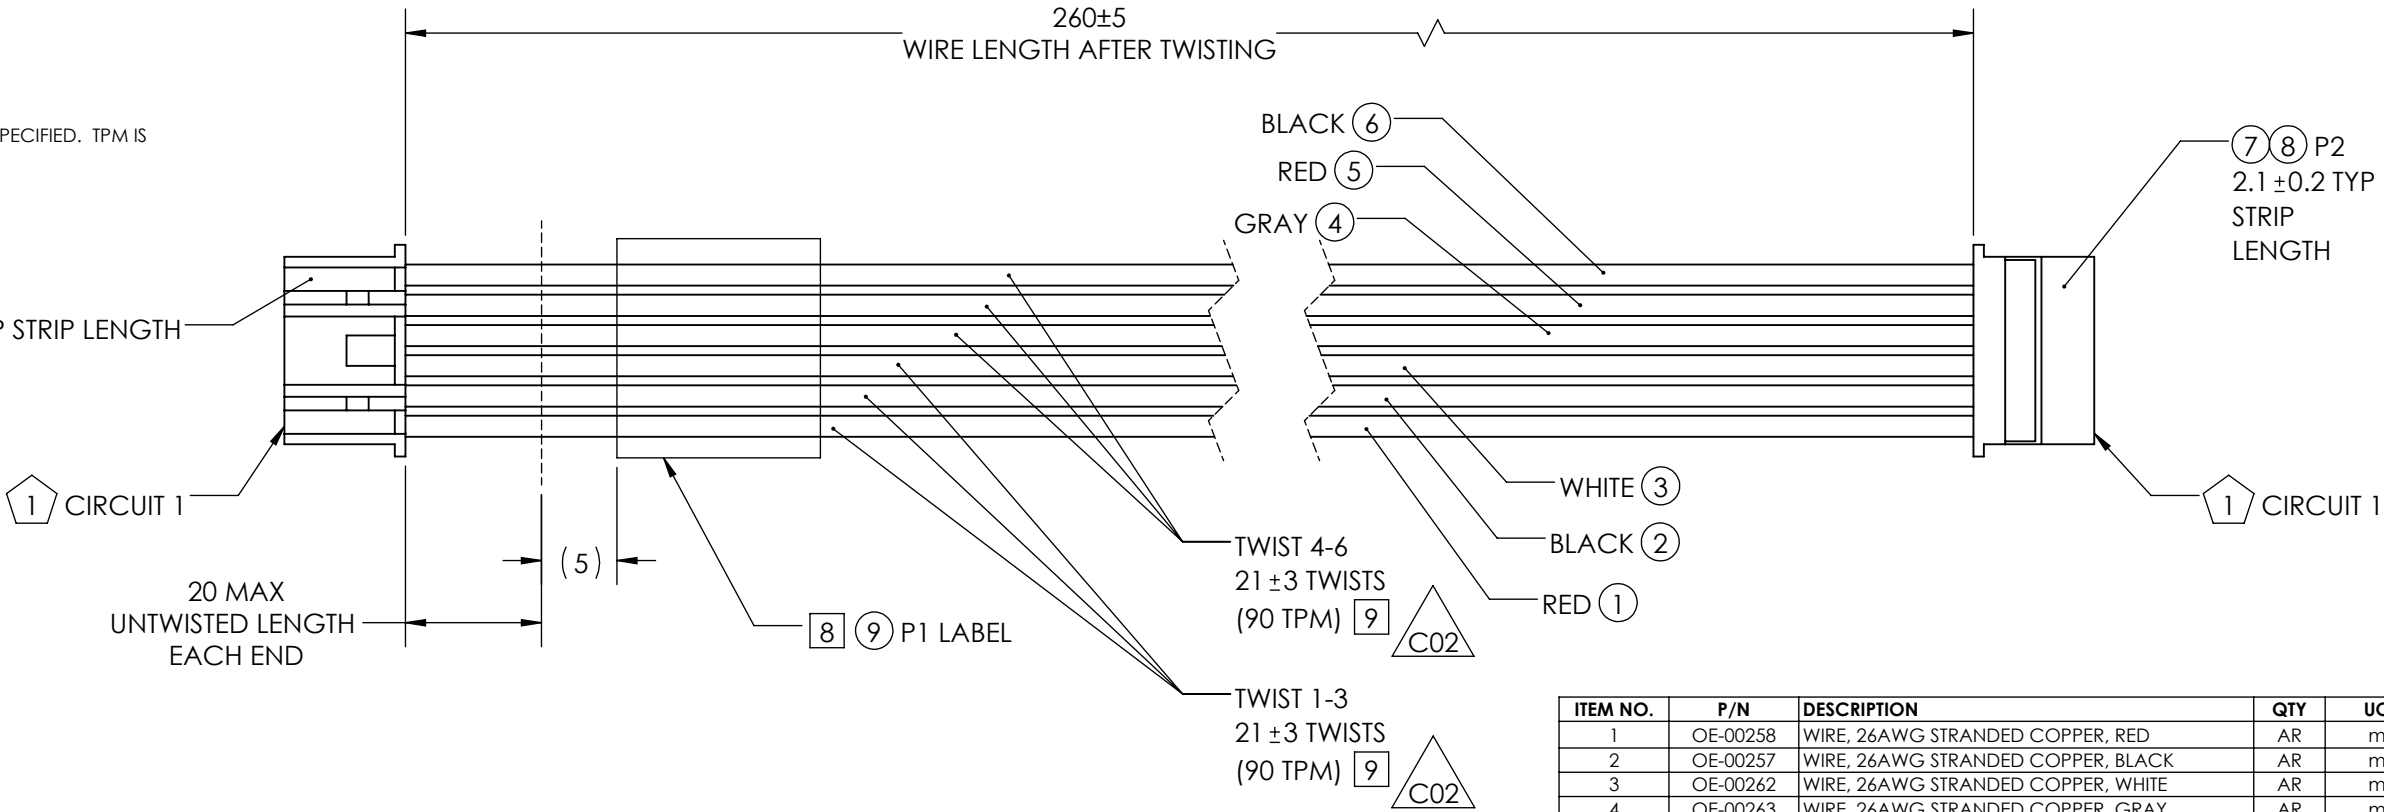 260±5
WIRE LENGTH AFTER TWISTING
PECIFIED. TPM IS
BLACK 6
RED 5
GRAY 4
7 8 P2
2.1 ±0.2 TYP
STRIP
LENGTH
STRIP LENGTH
1 CIRCUIT 1
WHITE 3
BLACK 2
RED 1
1 CIRCUIT 1
(5)
20 MAX
UNTWISTED LENGTH
EACH END
8 9 P1 LABEL
TWIST 4-6
21 ±3 TWISTS
(90 TPM) 9
C02
TWIST 1-3
21 ±3 TWISTS
(90 TPM) 9
C02
ITEM NO. P/N DESCRIPTION QTY
1 OE-00258 WIRE, 26AWG STRANDED COPPER, RED AR
2 OE-00257 WIRE, 26AWG STRANDED COPPER, BLACK AR
3 OE-00262 WIRE, 26AWG STRANDED COPPER, WHITE AR
4 OE-00263 WIRE, 26AWG STRANDED COPPER, GRAY AR